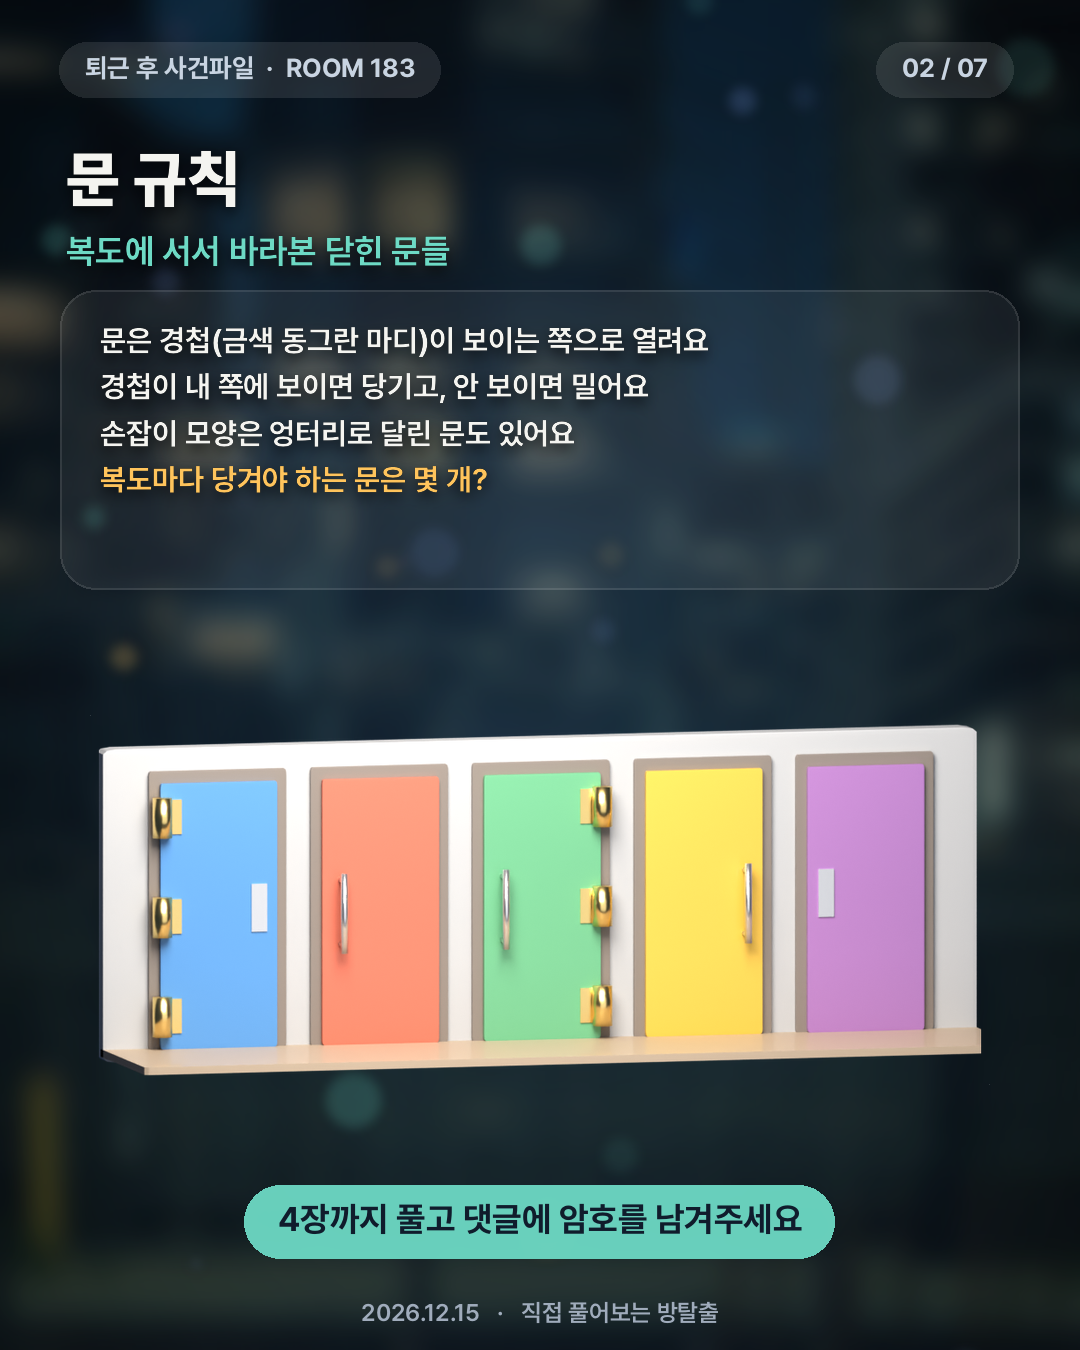 퇴근 후 사건파일 · ROOM 183
02 / 07
문 규칙
복도에 서서 바라본 닫힌 문들
문은 경첩(금색 동그란 마디)이 보이는 쪽으로 열려요
경첩이 내 쪽에 보이면 당기고, 안 보이면 밀어요
손잡이 모양은 엉터리로 달린 문도 있어요
복도마다 당겨야 하는 문은 몇 개?
4장까지 풀고 댓글에 암호를 남겨주세요
2026.12.15 · 직접 풀어보는 방탈출